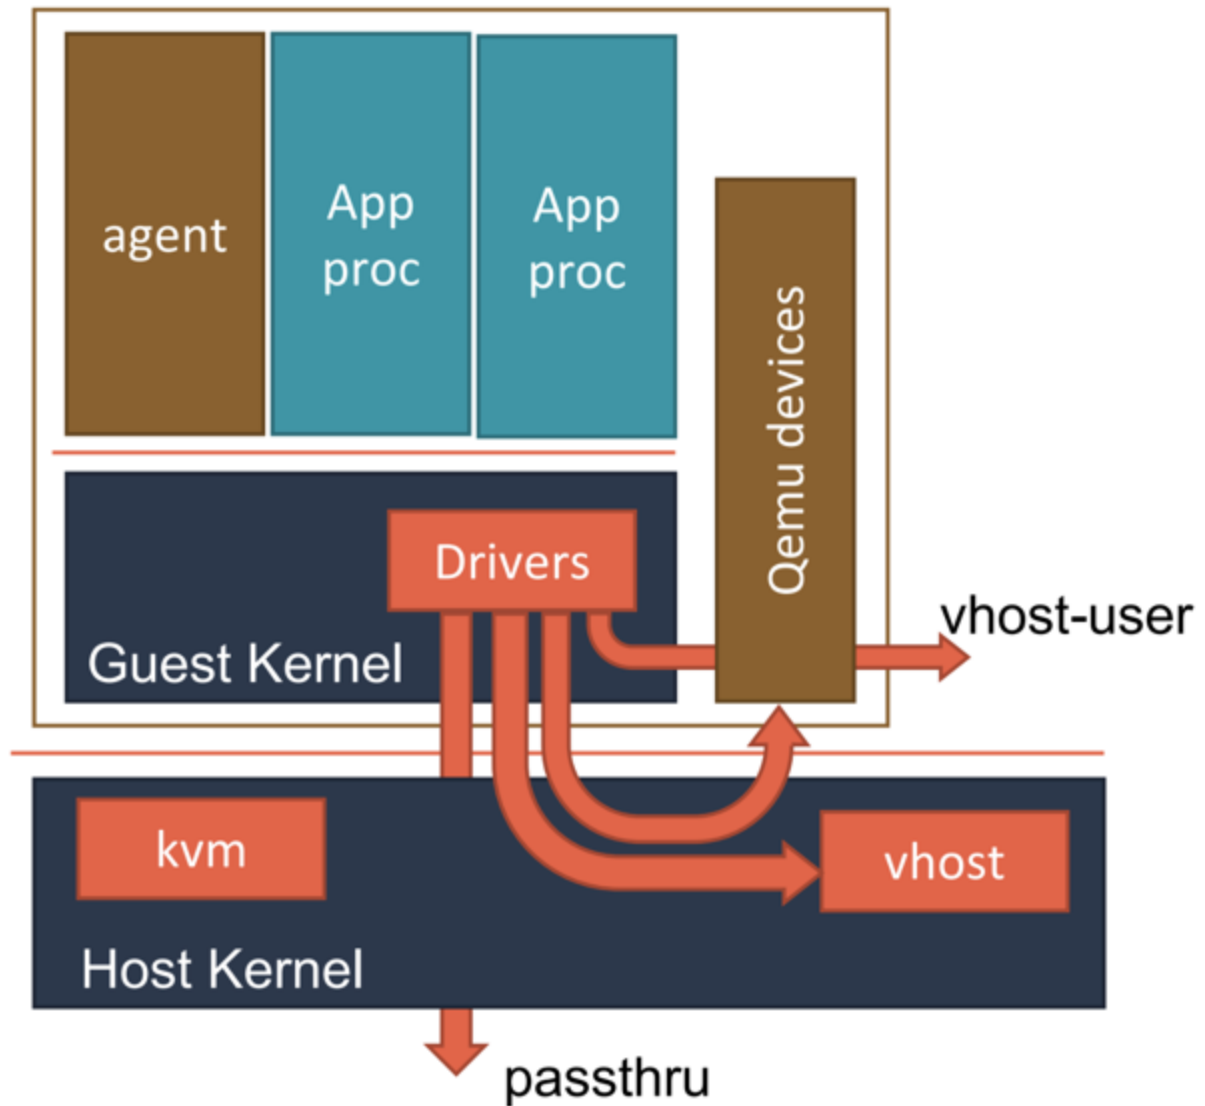 agent
App
proc
App
proc
Qemu devices
Drivers
Guest Kernel
vhost-user
kvm
vhost
Host Kernel
passthru